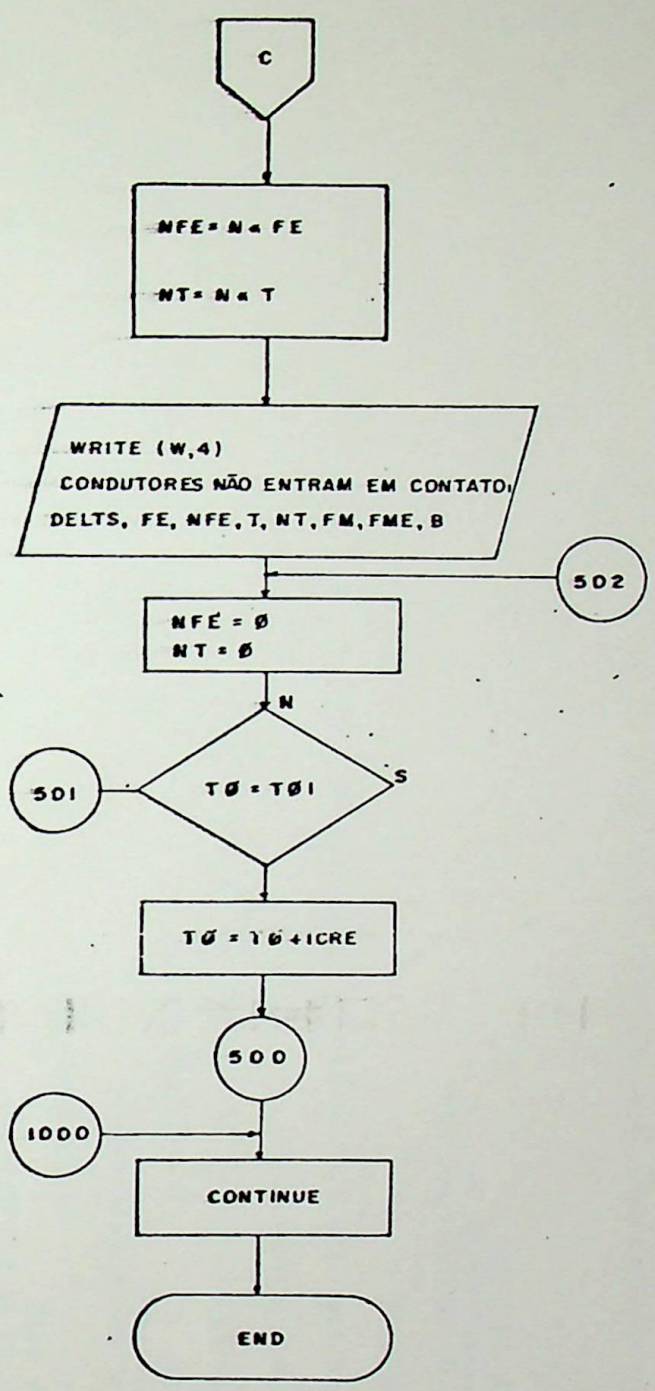 C
NFE = N * FE
NT = N * T
WRITE (W,4)
CONDUTORES NÃO ENTRAM EM CONTATO,
DELTS, FE, NFE, T, NT, FM, FME, B
502
NFE = Ø
NT = Ø
N
501
TØ = TØ1
S
TØ = TØ + ICRE
500
1000
CONTINUE
END